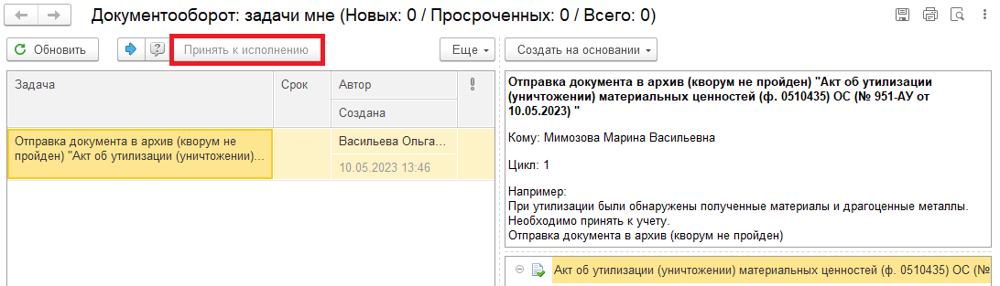 Документооборот: задачи мне (Новых: 0 / Просроченных: 0 / Всего: 0)
Обновить
Принять к исполнению
Еще
Создать на основании
Задача
Срок
Автор
Создана
Отправка документа в архив (кворум не
пройден) "Акт об утилизации (уничтожении)...
Васильева Ольга...
10.05.2023 13:46
Отправка документа в архив (кворум не пройден) "Акт об утилизации
(уничтожении) материальных ценностей (ф. 0510435) ОС (№ 951-АУ от
10.05.2023) "
Кому: Мимозова Марина Васильевна
Цикл: 1
Например:
При утилизации были обнаружены полученные материалы и драгоценные металлы.
Необходимо принять к учету.
Отправка документа в архив (кворум не пройден)
Акт об утилизации (уничтожении) материальных ценностей (ф. 0510435) ОС (№